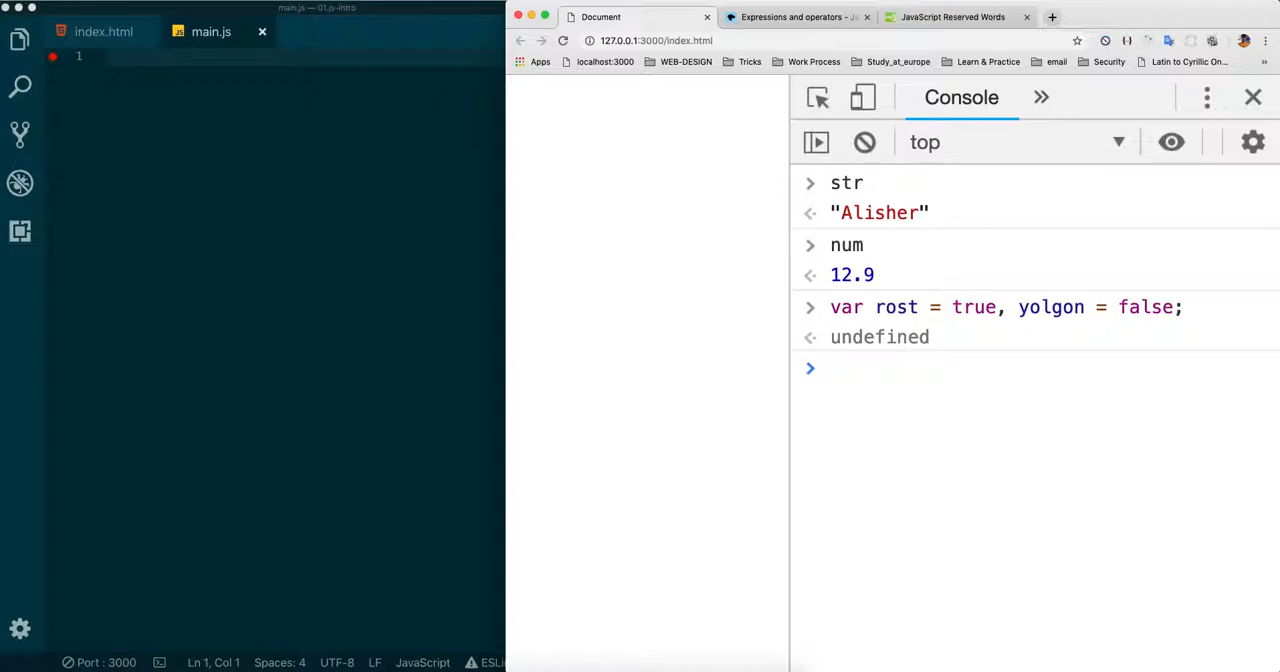 main.js — 01.js-intro
index.html
main.js
1
Port : 3000
Ln 1, Col 1
Spaces: 4
UTF-8
LF
JavaScript
Document
Expressions and operators - Ja
JavaScript Reserved Words
127.0.0.1:3000/index.html
Apps
localhost:3000
WEB-DESIGN
Tricks
Work Process
Study_at_europe
Learn & Practice
email
Security
Latin to Cyrillic On...
»
Console
top
> str
"Alisher"
> num
12.9
> var rost = true, yolgon = false;
undefined
>